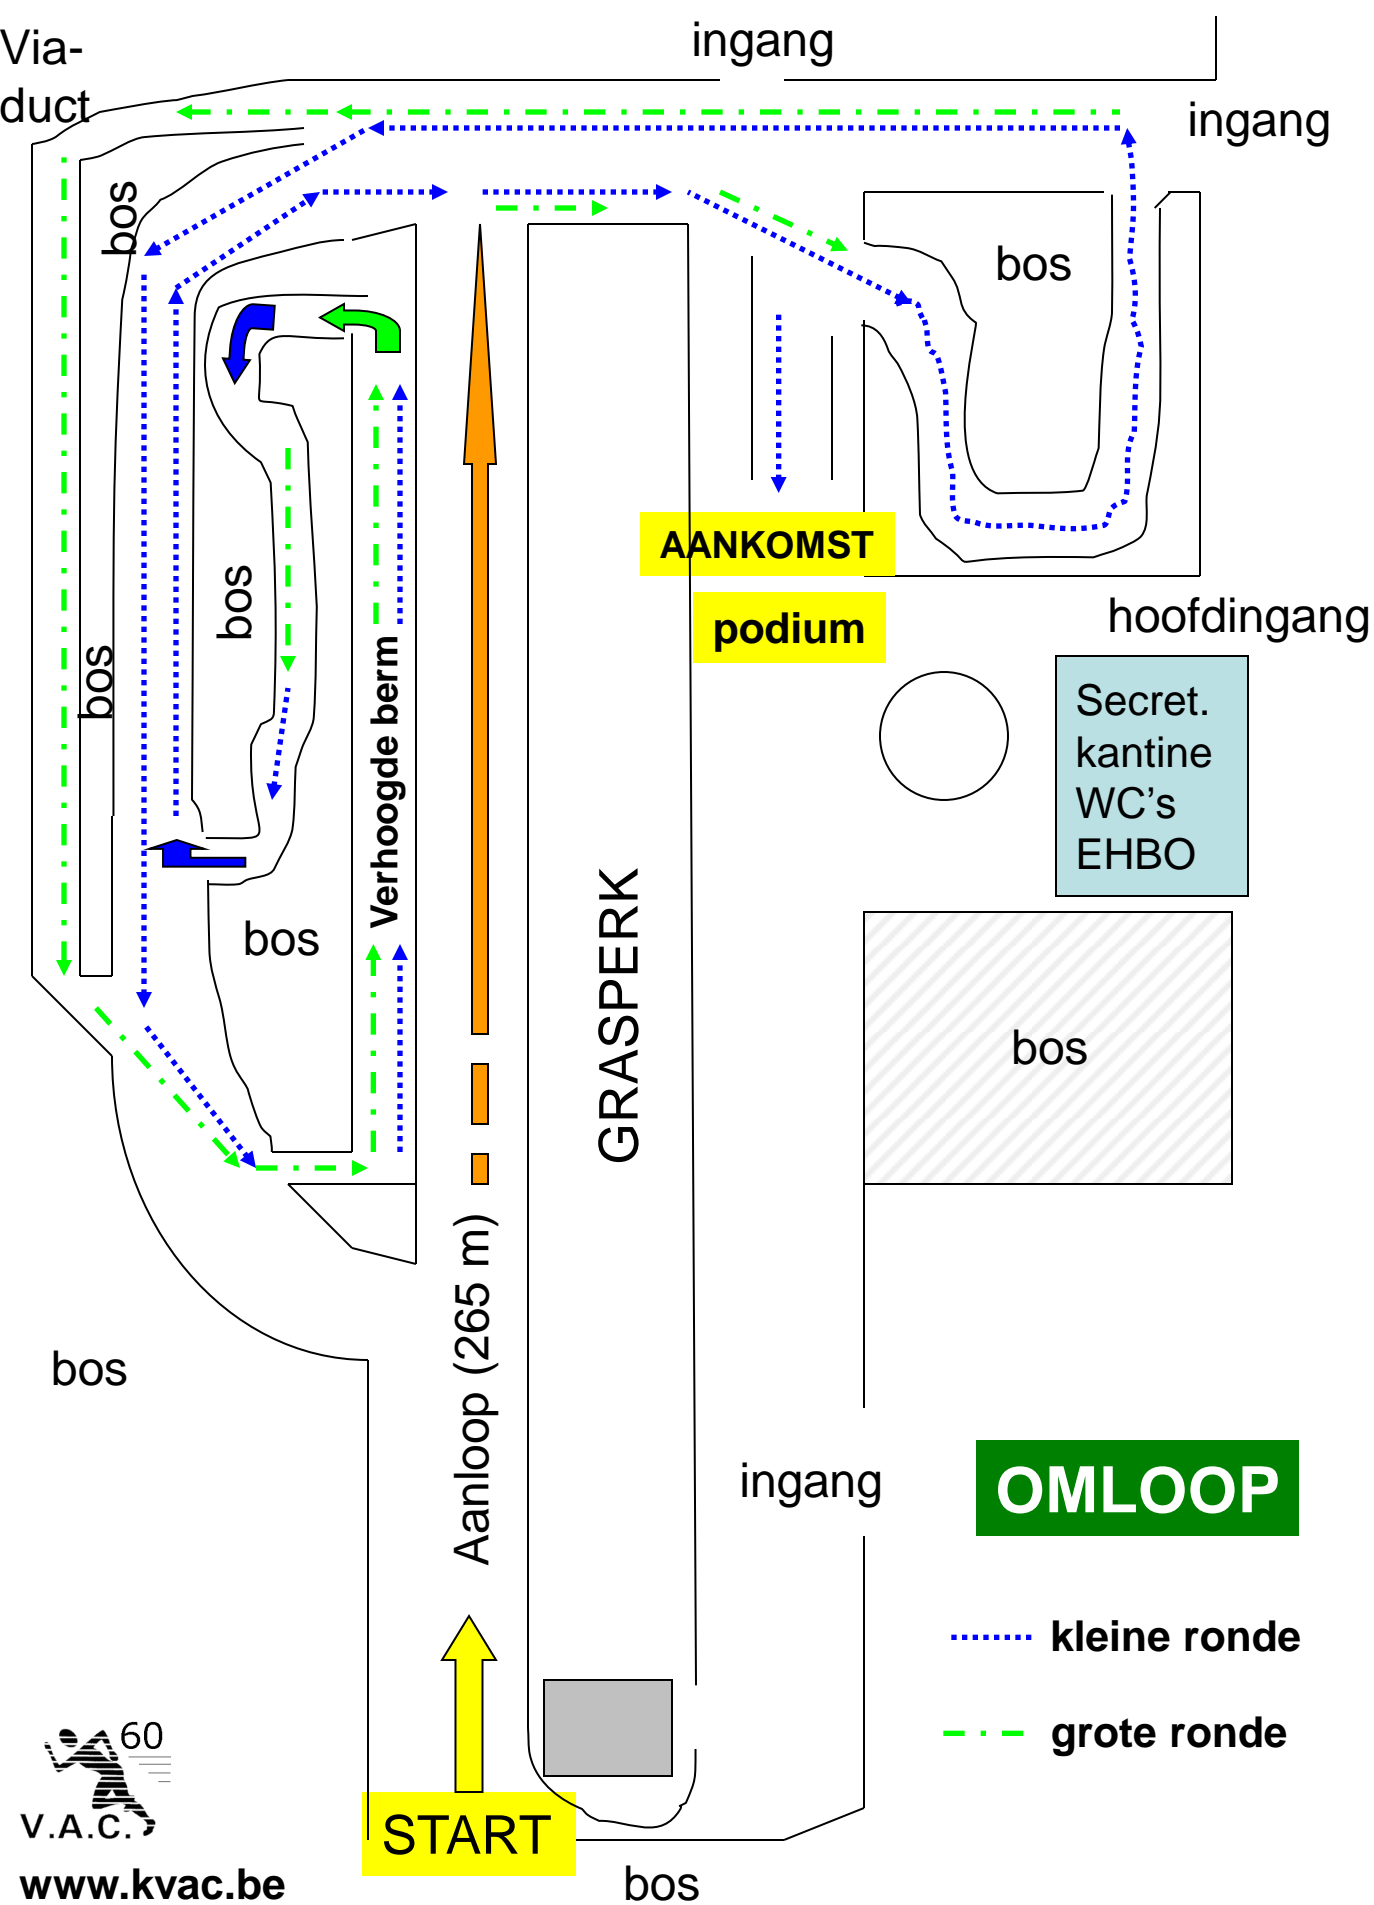 Via-
duct
ingang
ingang
bos
bos
AANKOMST
podium
hoofdingang
bos
bos
Verhoogde berm
Secret.
kantine
WC's
EHBO
bos
GRASPERK
bos
Aanloop (265 m)
bos
ingang
OMLOOP
kleine ronde
grote ronde
60
V.A.C.
www.kvac.be
START
bos